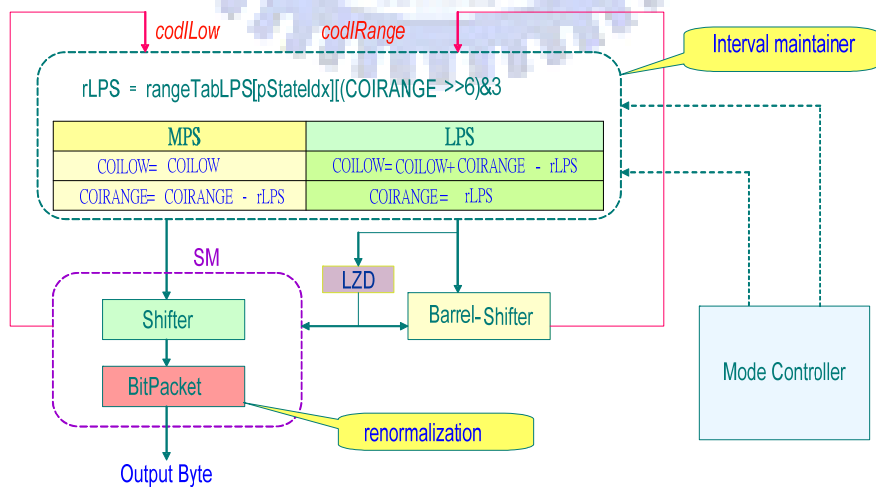 codILow
codIRange
Interval maintainer
rLPS = rangeTabLPS[pStateIdx][(COIRANGE >>6)&3
MPS
LPS
COILOW= COILOW
COILOW= COILOW+ COIRANGE - rLPS
COIRANGE= COIRANGE - rLPS
COIRANGE= rLPS
SM
LZD
Shifter
Barrel-Shifter
BitPacket
Mode Controller
renormalization
Output Byte